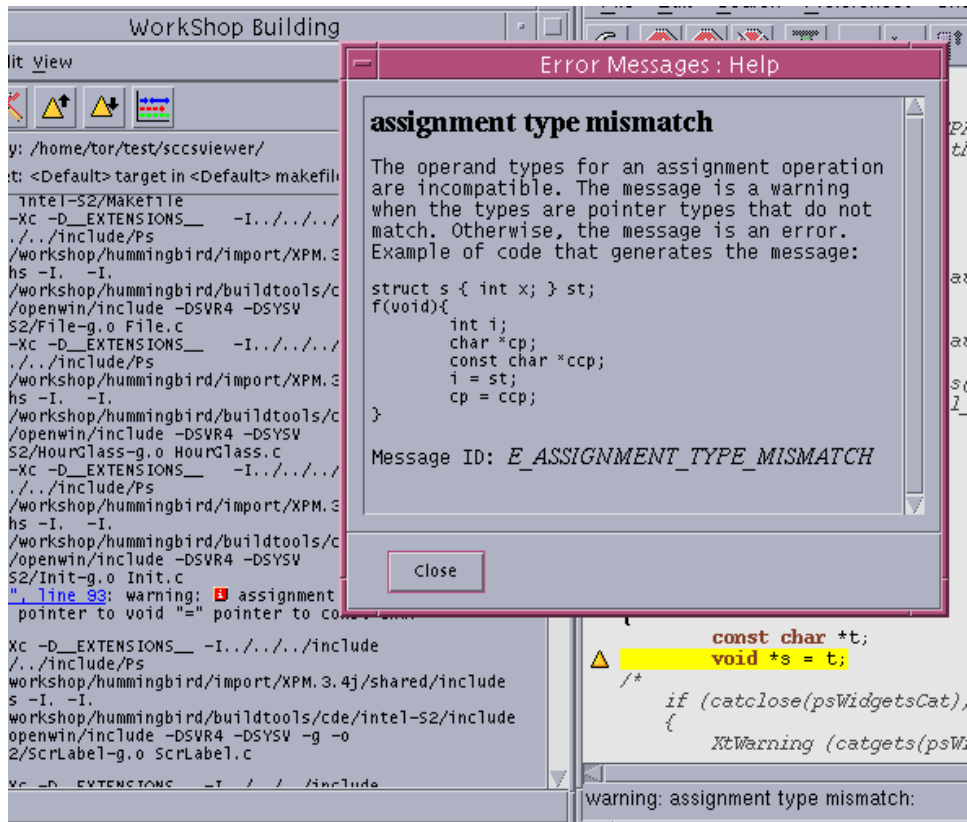 WorkShop Building
View
y: /home/tor/test/sccsviewer/
et: <Default> target in <Default>
intel-S2/Makefile
-Xc -D__EXTENSIONS__ -I../../../
./../include/Ps
/workshop/hummingbird/import/XPM.3
hs -I. -I.
/workshop/hummingbird/buildtools/c
/openwin/include -DSVR4 -DSYSV
S2/File-g.o File.c
-XC -D__EXTENSIONS__ -I../../../
./../include/Ps
/workshop/hummingbird/import/XPM.3
hs -I. -I.
/workshop/hummingbird/buildtools/c
/openwin/include -DSVR4 -DSYSV
S2/HourGlass-g.o HourGlass.c
-XC -D__EXTENSIONS__ -I../../../
./../include/Ps
/workshop/hummingbird/import/XPM.3
hs -I. -I.
/workshop/hummingbird/buildtools/c
/openwin/include -DSVR4 -DSYSV
S2/Init-g.o Init.c
", line 93: warning: assignment
pointer to void "=" pointer to
XC -D__EXTENSIONS__ -I../../../include
/../include/Ps
workshop/hummingbird/import/XPM.3.4j/shared/include
s -I. -I.
workshop/hummingbird/buildtools/cde/intel-S2/include
openwin/include -DSVR4 -DSYSV -g -o
2/ScrLabel-g.o ScrLabel.c
Error Messages : Help
assignment type mismatch
The operand types for an assignment operation
are incompatible. The message is a warning
when the types are pointer types that do not
match. Otherwise, the message is an error.
Example of code that generates the message:
struct s { int x; } st;
f(void){
int i;
char *cp;
const char *ccp;
i = st;
cp = ccp;
}
Message ID: E_ASSIGNMENT_TYPE_MISMATCH
Close
const char *t;
void *s = t;
/*
if (catclose(psWidgetsCat)
{
XtWarning (catgets(
warning: assignment type mismatch: